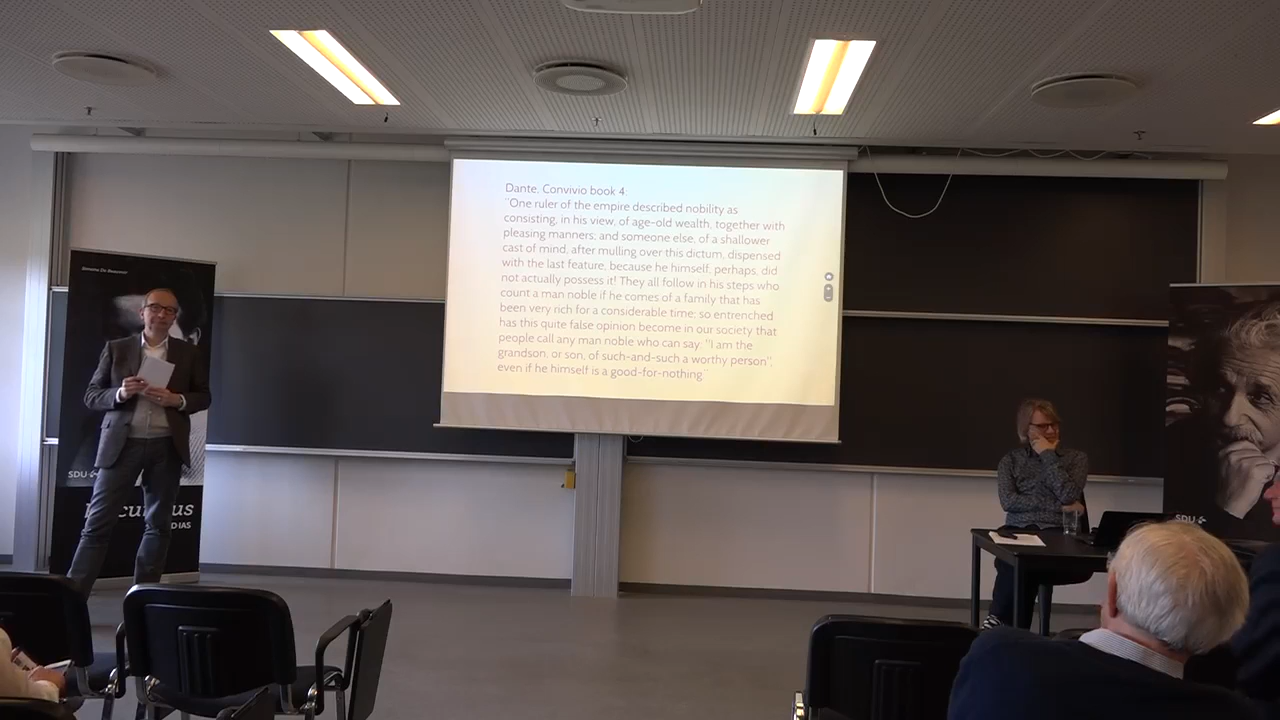 Dante, Convivio book 4:
"One ruler of the empire described nobility as
consisting, in his view, of age-old wealth, together with
pleasing manners; and someone else, of a shallower
cast of mind, after mulling over this dictum, dispensed
with the last feature, because he himself, perhaps, did
not actually possess it! They all follow in his steps who
count a man noble if he comes of a family that has
been very rich for a considerable time; so entrenched
has this quite false opinion become in our society that
people call any man noble who can say: "I am the
grandson, or son, of such-and-such a worthy person",
even if he himself is a good-for-nothing."
Simone De Beauvoir
SDU
DIAS
SDU